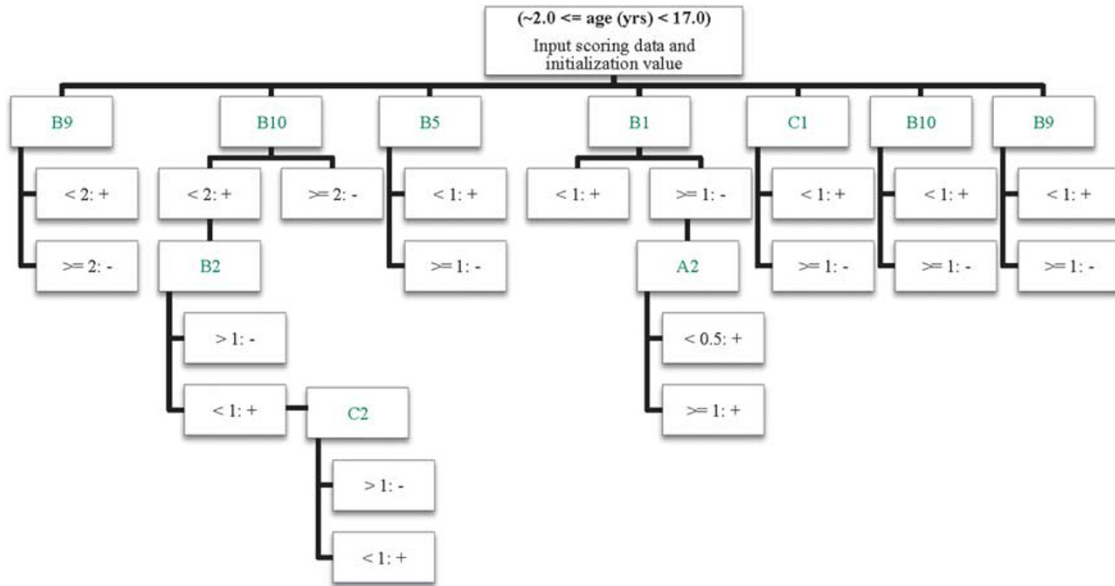 (~2.0 <= age (yrs) < 17.0)
Input scoring data and
initialization value
B9
B10
B5
B1
C1
B10
B9
< 2: +
< 2: +
>= 2: -
< 1: +
< 1: +
>= 1: -
< 1: +
< 1: +
< 1: +
>= 2: -
B2
>= 1: -
A2
>= 1: -
>= 1: -
>= 1: -
> 1: -
< 0.5: +
< 1: +
C2
>= 1: +
> 1: -
< 1: +